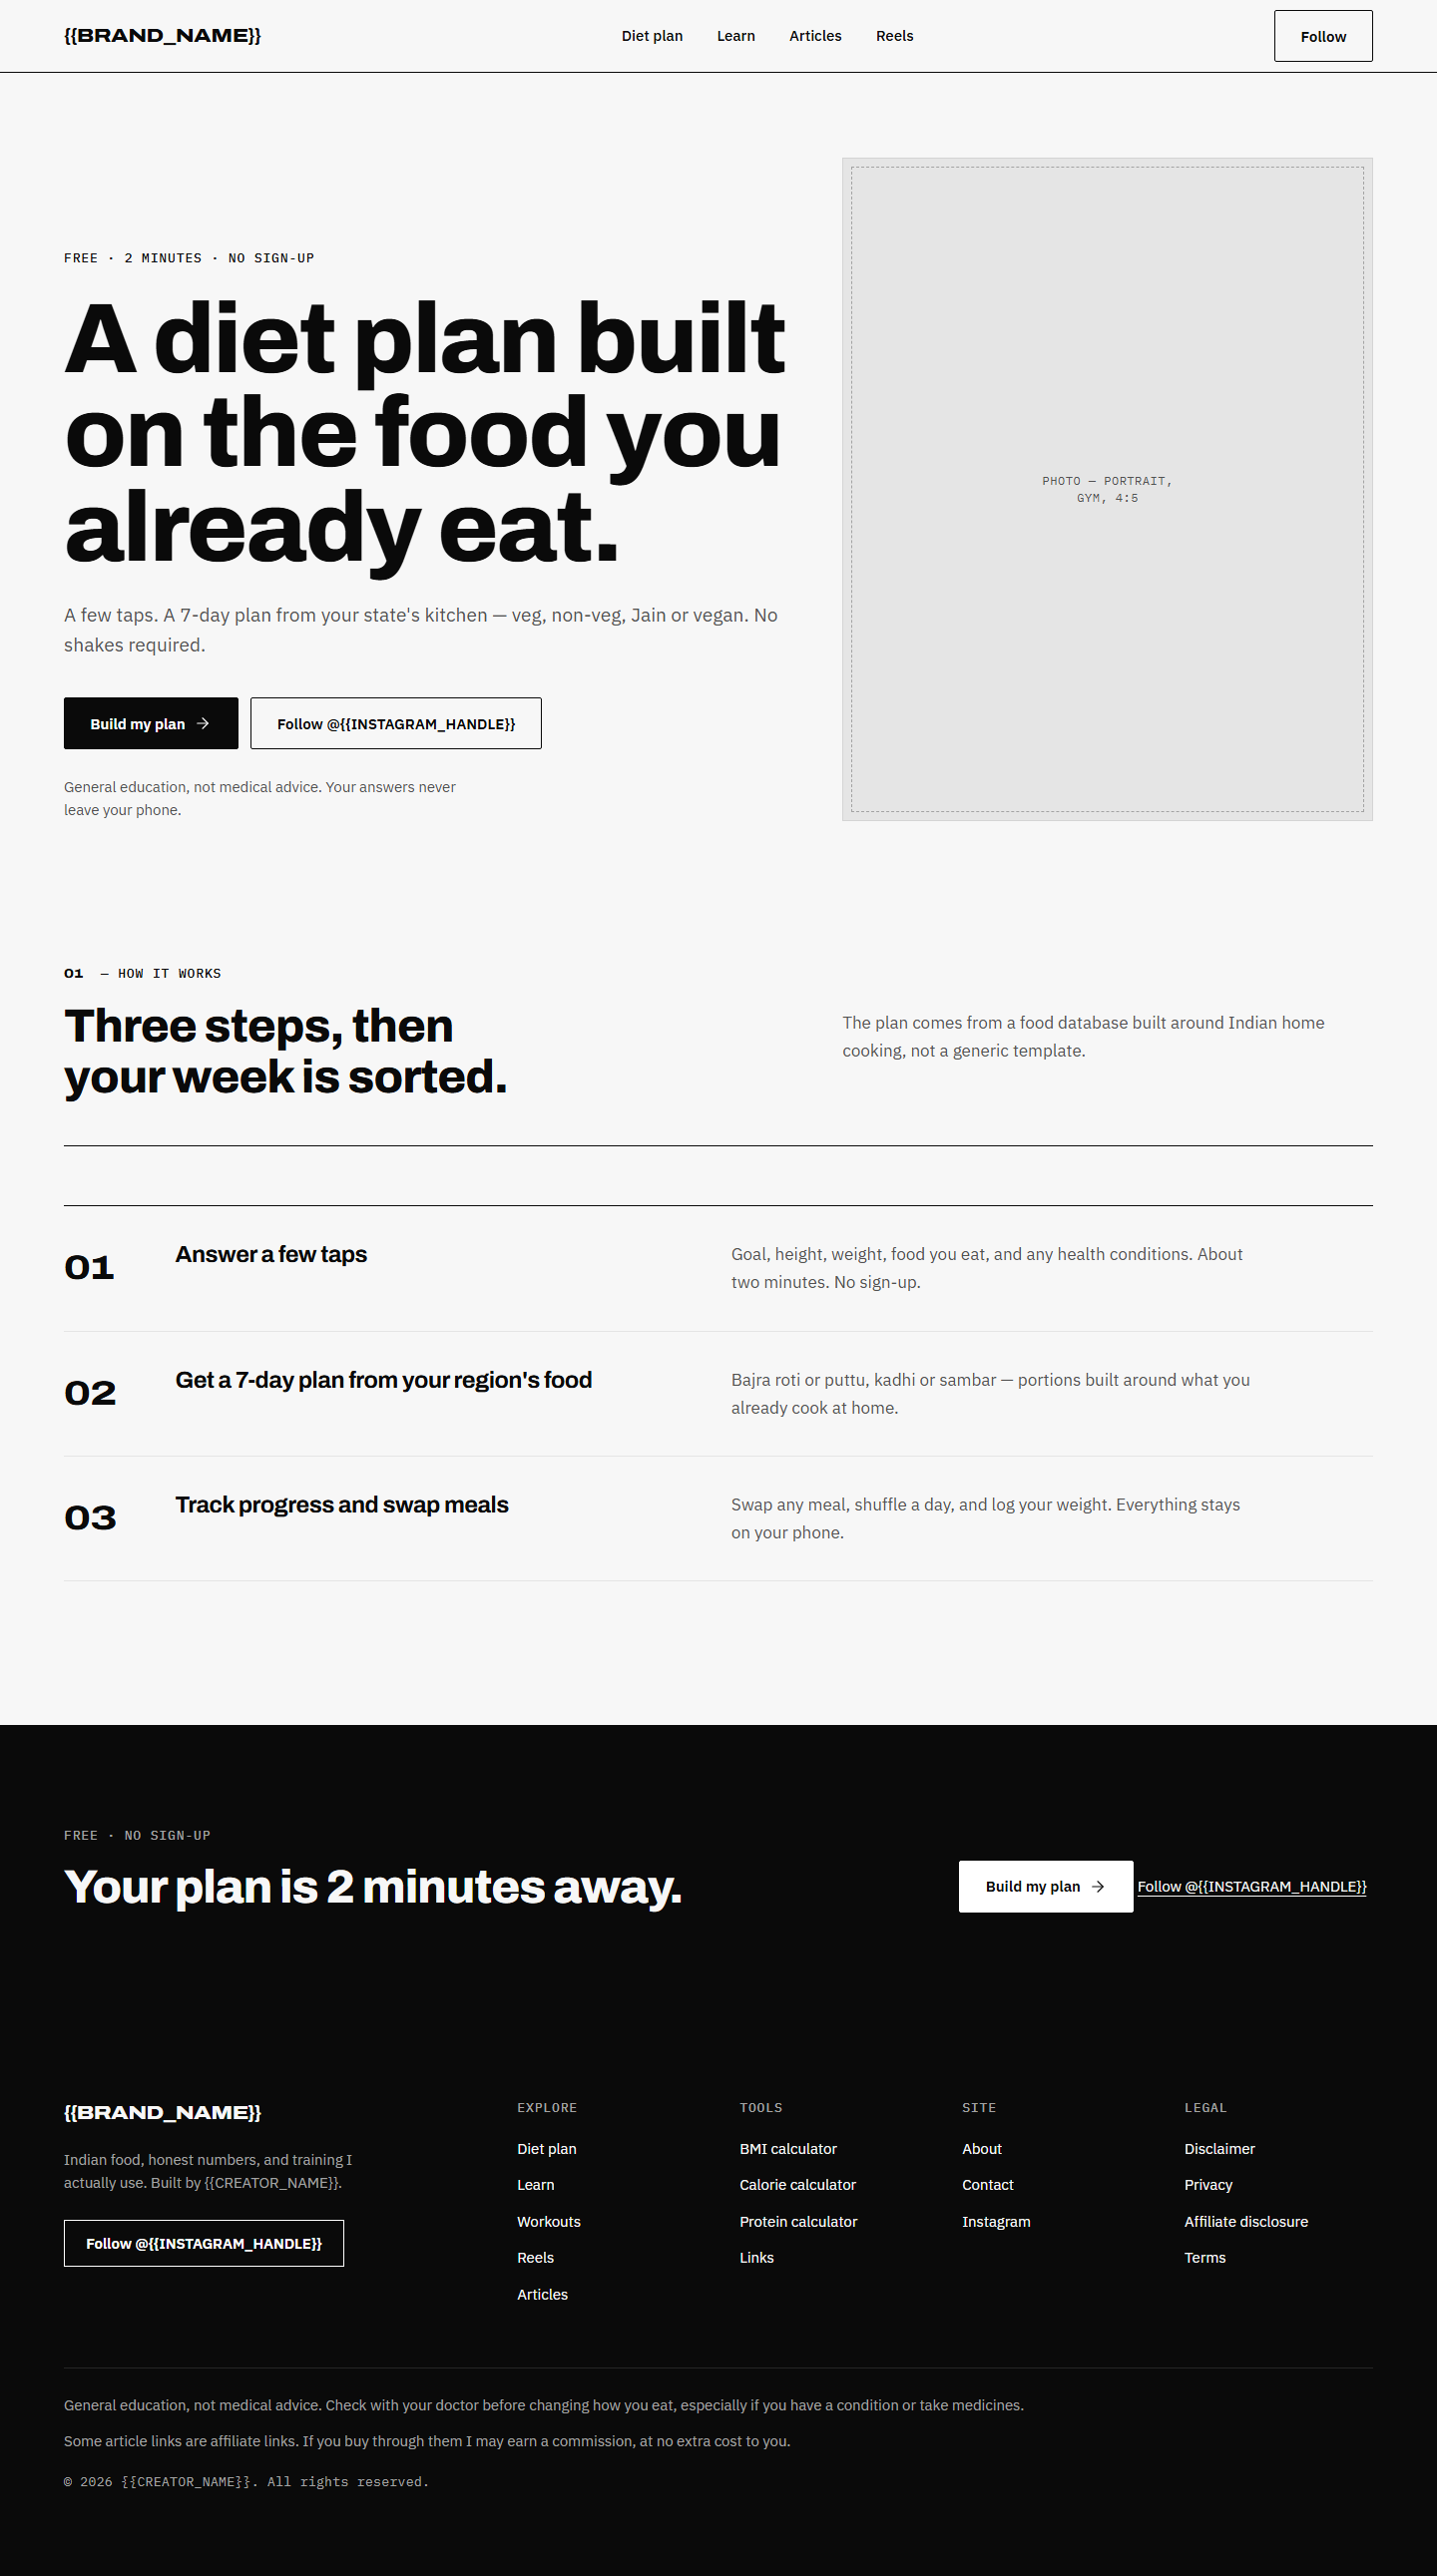 {{BRAND_NAME}}
Diet plan
Learn
Articles
Reels
Follow
FREE · 2 MINUTES · NO SIGN-UP
A diet plan built
on the food you
already eat.
A few taps. A 7-day plan from your state's kitchen — veg, non-veg, Jain or vegan. No
shakes required.
Build my plan →
Follow @{{INSTAGRAM_HANDLE}}
General education, not medical advice. Your answers never
leave your phone.
PHOTO — PORTRAIT,
GYM, 4:5
01 — HOW IT WORKS
Three steps, then
your week is sorted.
The plan comes from a food database built around Indian home
cooking, not a generic template.
01
Answer a few taps
Goal, height, weight, food you eat, and any health conditions. About
two minutes. No sign-up.
02
Get a 7-day plan from your region's food
Bajra roti or puttu, kadhi or sambar — portions built around what you
already cook at home.
03
Track progress and swap meals
Swap any meal, shuffle a day, and log your weight. Everything stays
on your phone.
FREE · NO SIGN-UP
Your plan is 2 minutes away.
Build my plan →
Follow @{{INSTAGRAM_HANDLE}}
{{BRAND_NAME}}
Indian food, honest numbers, and training I
actually use. Built by {{CREATOR_NAME}}.
Follow @{{INSTAGRAM_HANDLE}}
EXPLORE
Diet plan
Learn
Workouts
Reels
Articles
TOOLS
BMI calculator
Calorie calculator
Protein calculator
Links
SITE
About
Contact
Instagram
LEGAL
Disclaimer
Privacy
Affiliate disclosure
Terms
General education, not medical advice. Check with your doctor before changing how you eat, especially if you have a condition or take medicines.
Some article links are affiliate links. If you buy through them I may earn a commission, at no extra cost to you.
© 2026 {{CREATOR_NAME}}. All rights reserved.